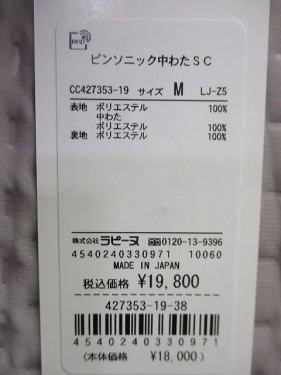 RFID
ピンソニック中わたSC
CC427353-19 サイズ M LJ-Z5
表地 ポリエステル 100%
中わた
ポリエステル 100%
裏地 ポリエステル 100%
株式会社ラピーヌ 0120-13-9396
4540240330971 10060
MADE IN JAPAN
税込価格 ¥19,800
427353-19-38
4540240330971
(本体価格 ¥18,000)